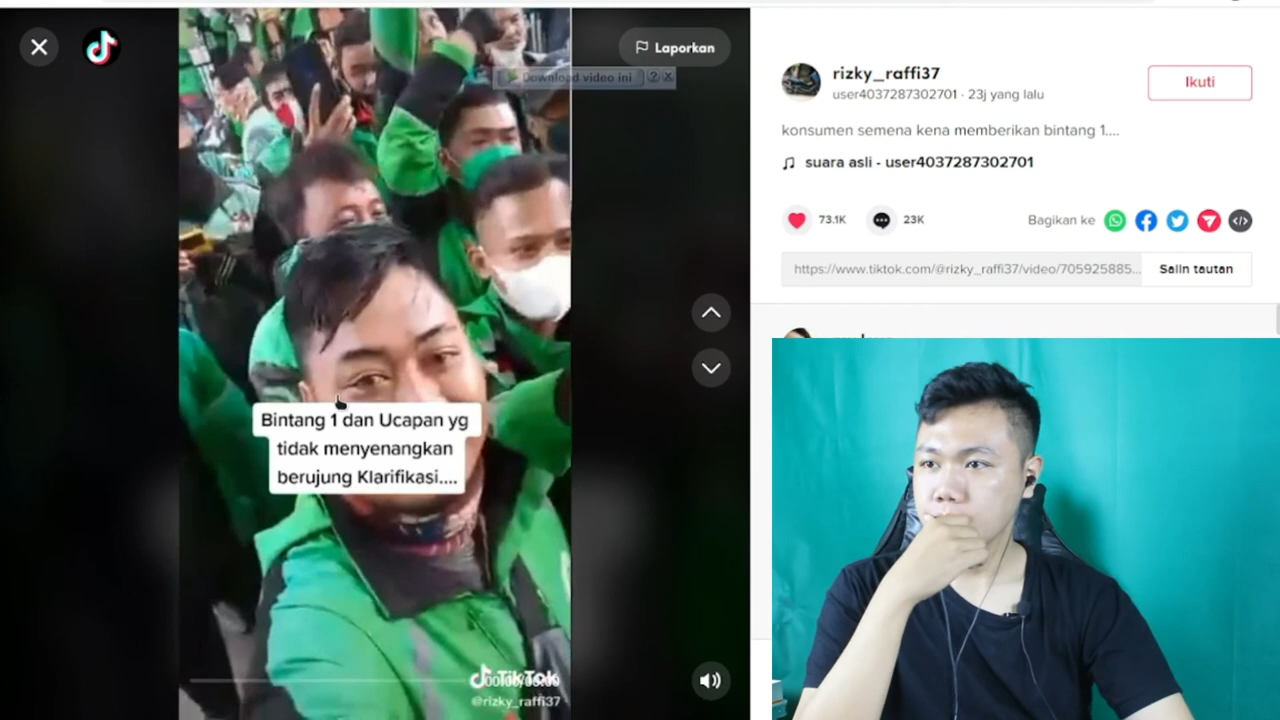 Laporkan
Download video ini
Bintang 1 dan Ucapan yg
tidak menyenangkan
berujung Klarifikasi....
TikTok
@rizky_raffi37
rizky_raffi37
user4037287302701 · 23j yang lalu
Ikuti
konsumen semena kena memberikan bintang 1....
suara asli - user4037287302701
73.1K
23K
Bagikan ke
https://www.tiktok.com/@rizky_raffi37/video/705925885...
Salin tautan